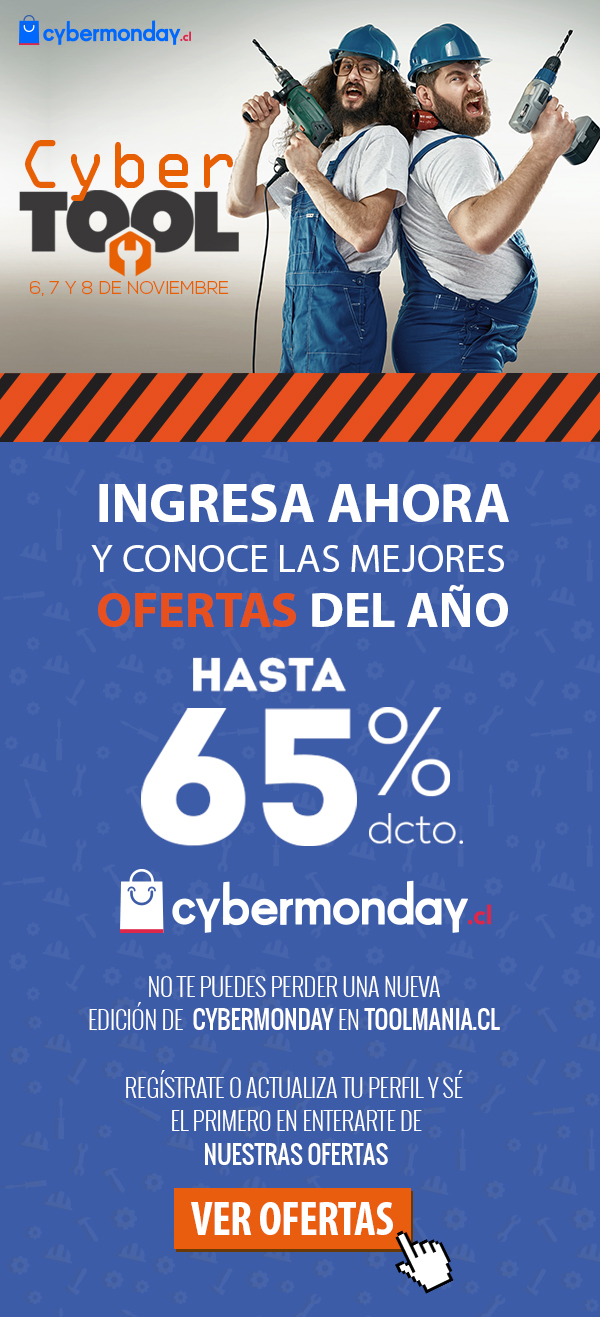 cybermonday.cl
Cyber
TOOL
6, 7 Y 8 DE NOVIEMBRE
INGRESA AHORA
Y CONOCE LAS MEJORES
OFERTAS DEL AÑO
HASTA
65%
dcto.
cybermonday.cl
NO TE PUEDES PERDER UNA NUEVA
EDICIÓN DE CYBERMONDAY EN TOOLMANIA.CL
REGÍSTRATE O ACTUALIZA TU PERFIL Y SÉ
EL PRIMERO EN ENTERARTE DE
NUESTRAS OFERTAS
VER OFERTAS